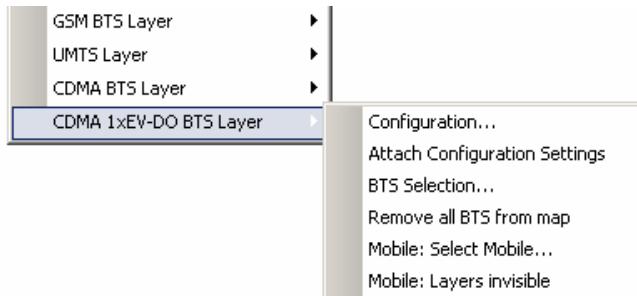 GSM BTS Layer
UMTS Layer
CDMA BTS Layer
CDMA 1xEV-DO BTS Layer
Configuration...
Attach Configuration Settings
BTS Selection...
Remove all BTS from map
Mobile: Select Mobile...
Mobile: Layers invisible